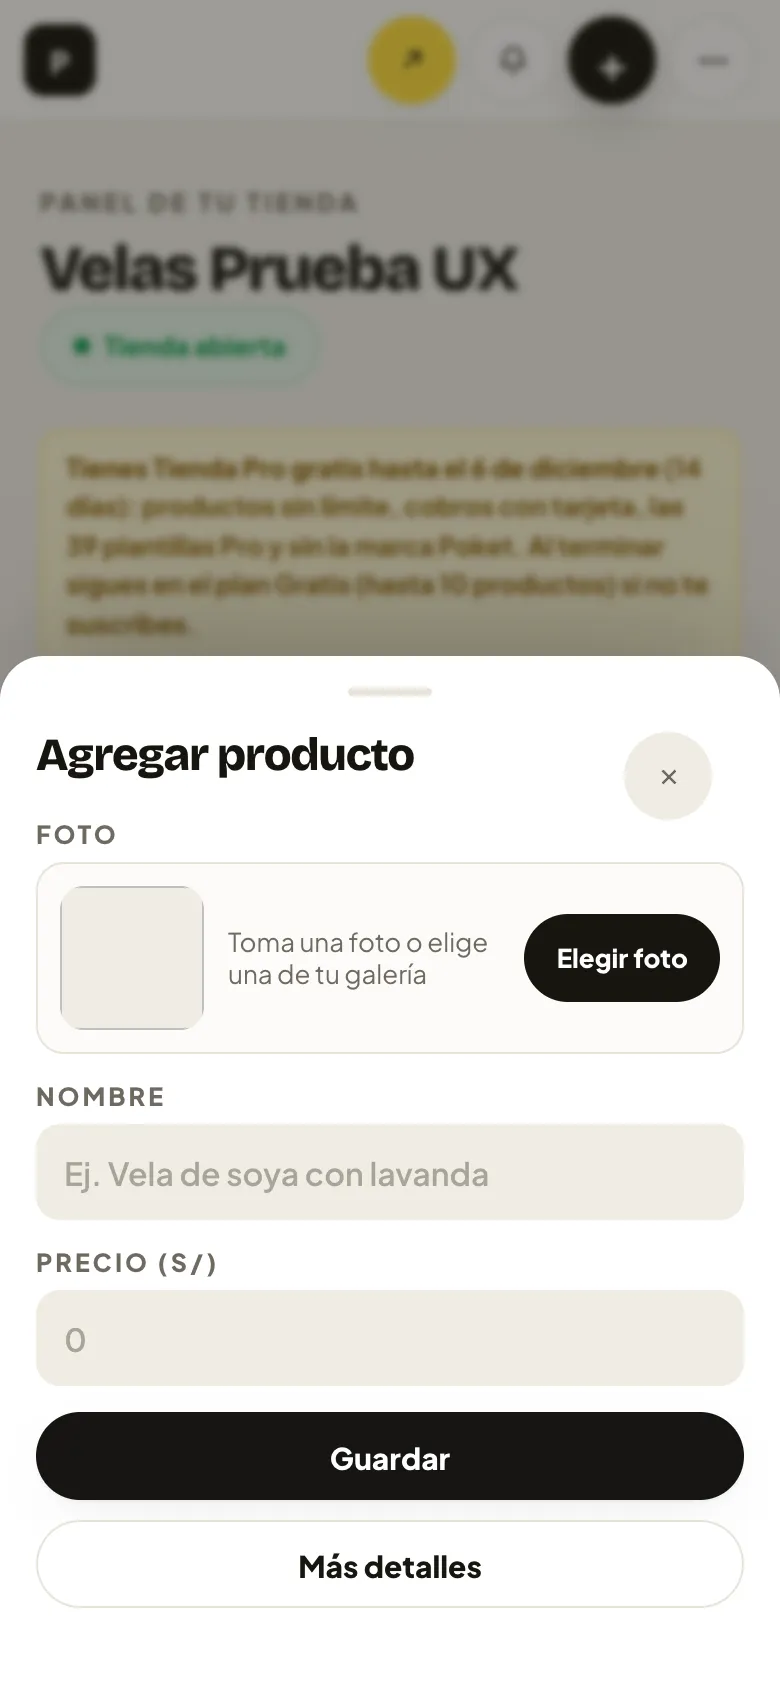 P
PANEL DE TU TIENDA
Velas Prueba UX
Tienda abierta
Tienes Tienda Pro gratis hasta el 6 de diciembre (14
días): productos sin límite, cobros con tarjeta, las
39 plantillas Pro y sin la marca Poket. Al terminar
sigues en el plan Gratis (hasta 10 productos) si no te
suscribes.
Agregar producto
FOTO
Toma una foto o elige
una de tu galería
Elegir foto
NOMBRE
Ej. Vela de soya con lavanda
PRECIO (S/)
0
Guardar
Más detalles